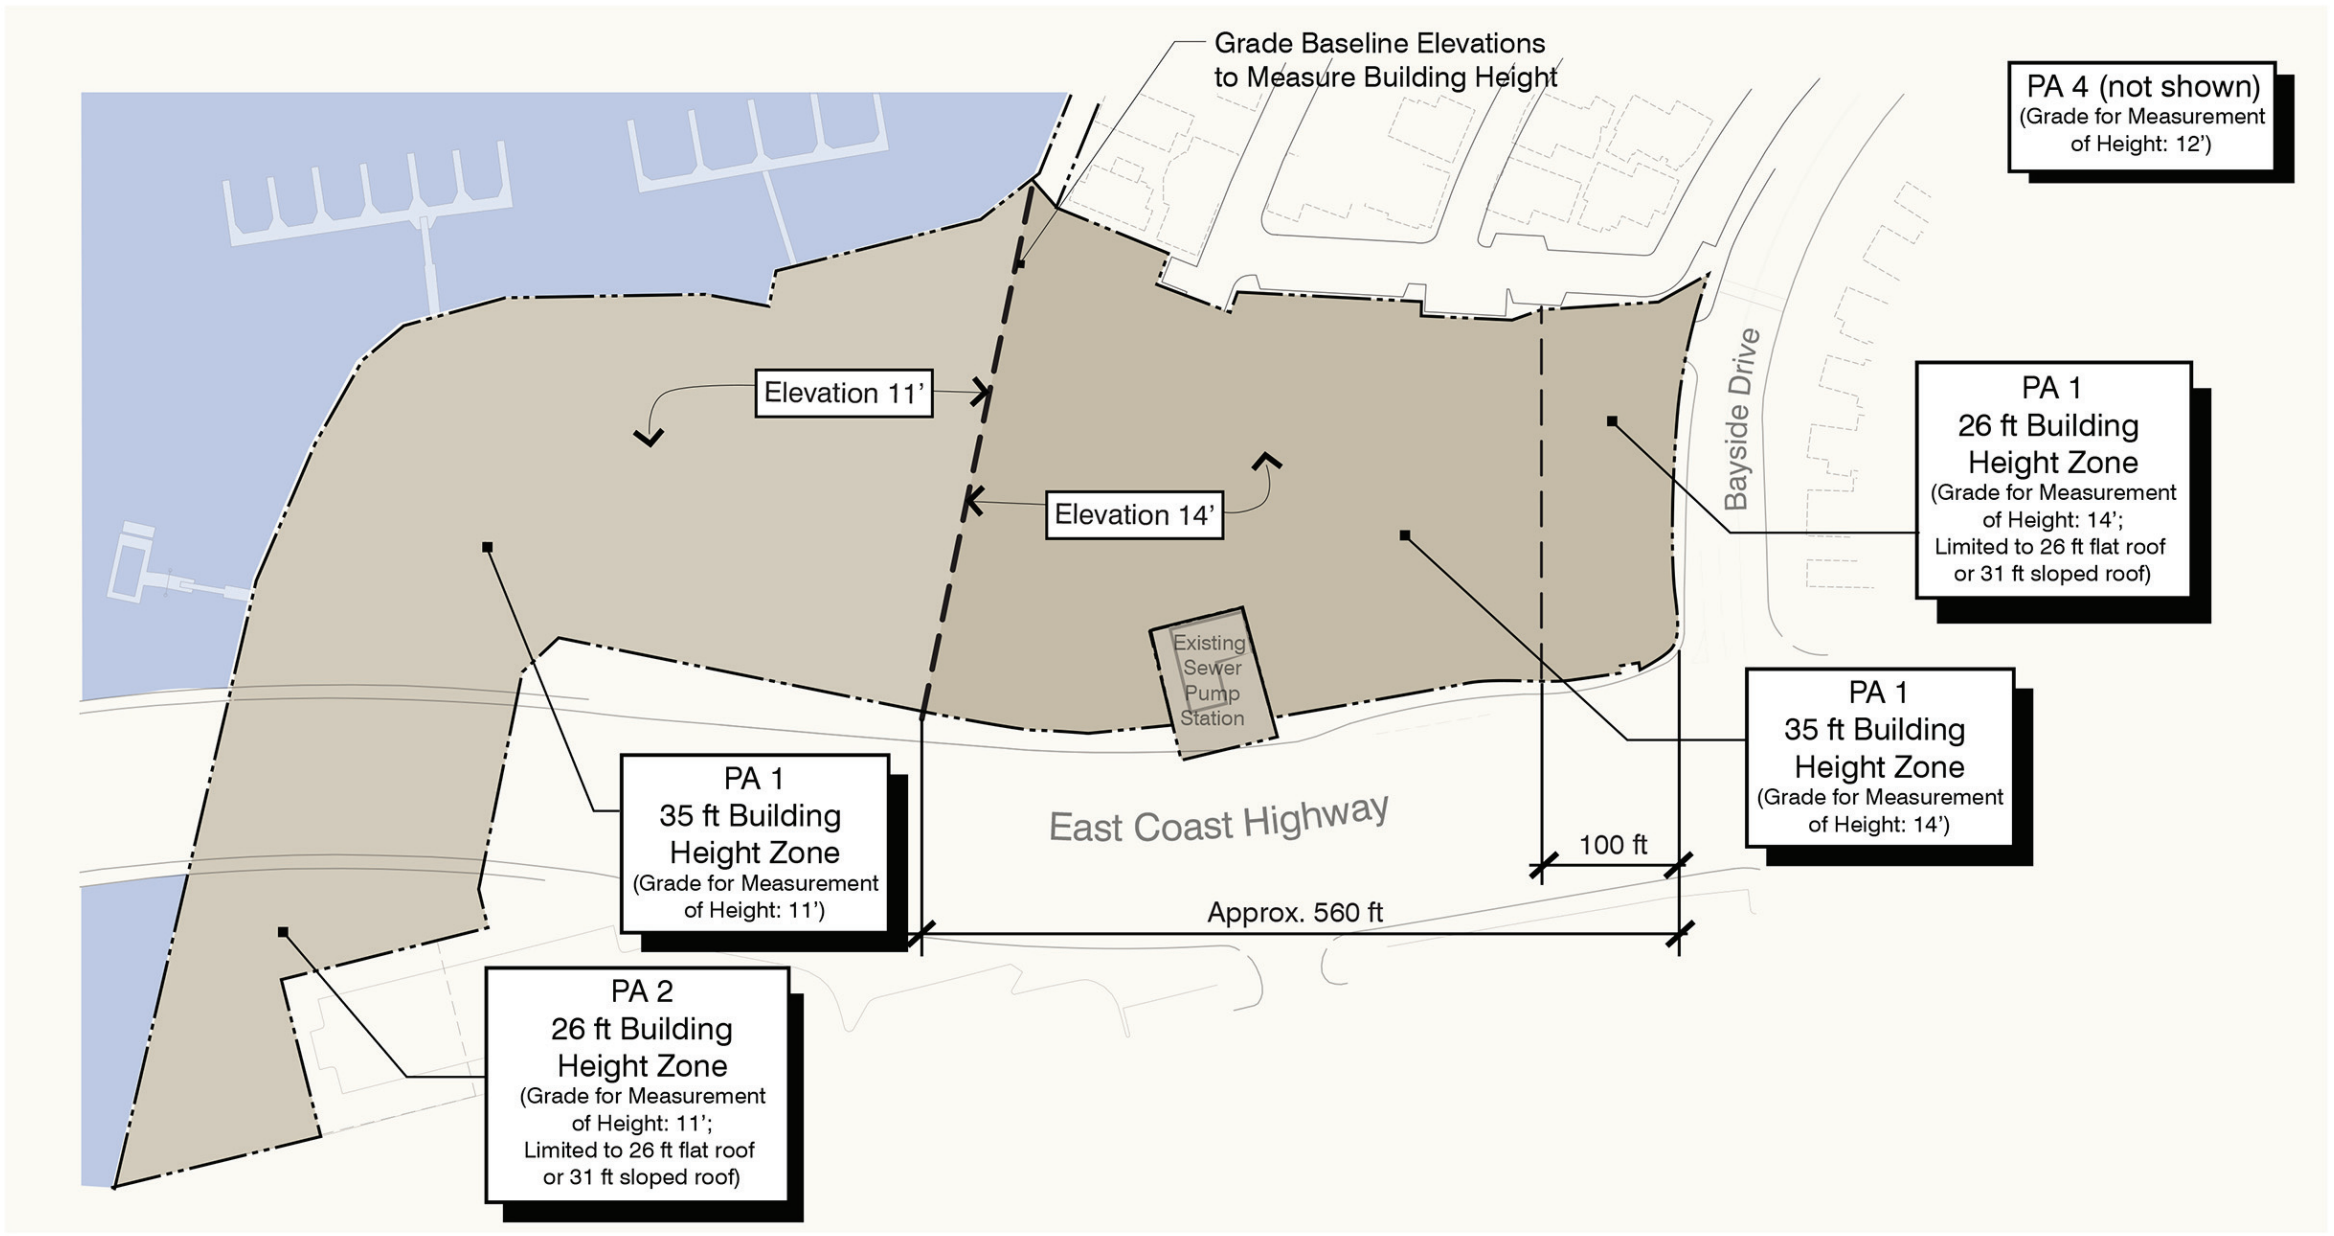 Grade Baseline Elevations
to Measure Building Height
PA 4 (not shown)
(Grade for Measurement
of Height: 12’)
Elevation 11’
Elevation 14’
Bayside Drive
PA 1
26 ft Building
Height Zone
(Grade for Measurement
of Height: 14’;
Limited to 26 ft flat roof
or 31 ft sloped roof)
Existing
Sewer
Pump
Station
PA 1
35 ft Building
Height Zone
(Grade for Measurement
of Height: 14’)
PA 1
35 ft Building
Height Zone
(Grade for Measurement
of Height: 11’)
East Coast Highway
100 ft
Approx. 560 ft
PA 2
26 ft Building
Height Zone
(Grade for Measurement
of Height: 11’;
Limited to 26 ft flat roof
or 31 ft sloped roof)